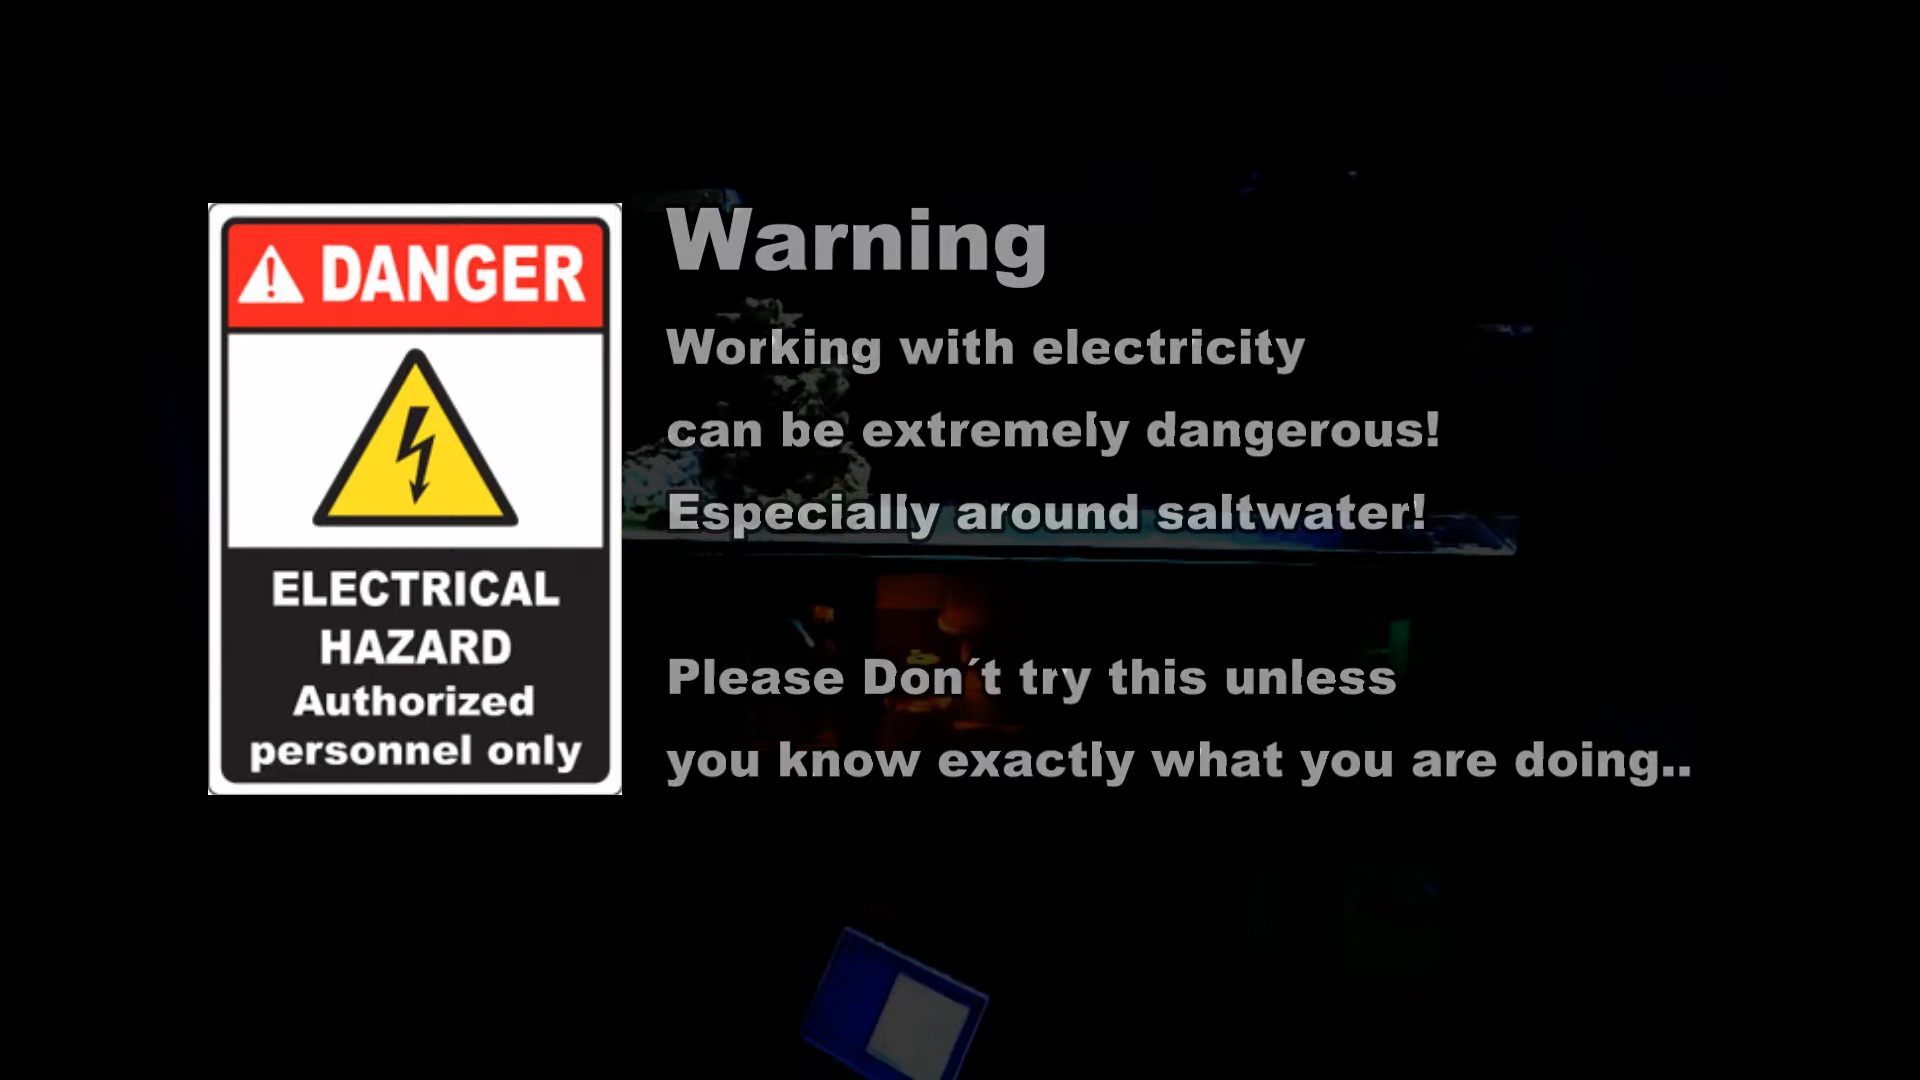 DANGER
ELECTRICAL
HAZARD
Authorized
personnel only
Warning
Working with electricity
can be extremely dangerous!
Especially around saltwater!
Please Don´t try this unless
you know exactly what you are doing..